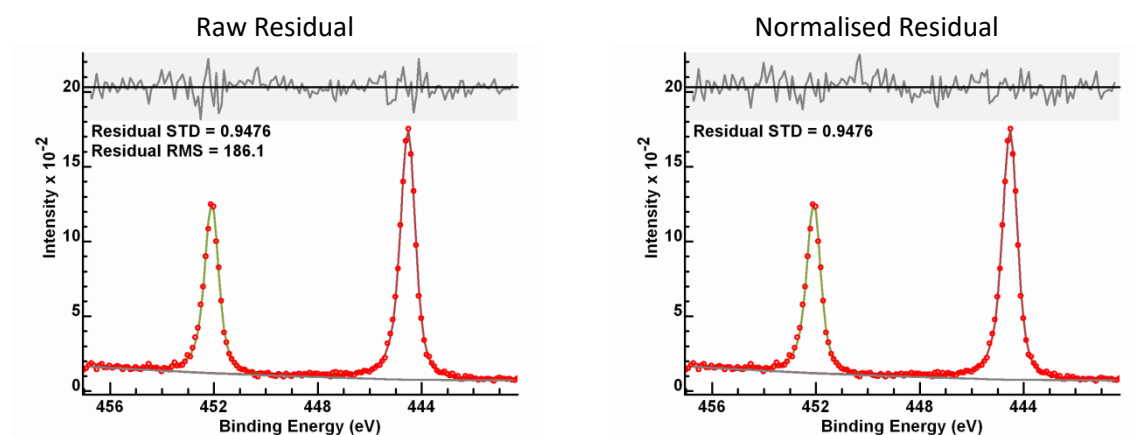 Raw Residual
Residual STD = 0.9476
Residual RMS = 186.1
Intensity x 10-2
20
15
10
5
0
456
452
448
444
Binding Energy (eV)
Normalised Residual
Residual STD = 0.9476
Intensity x 10-2
20
15
10
5
0
456
452
448
444
Binding Energy (eV)